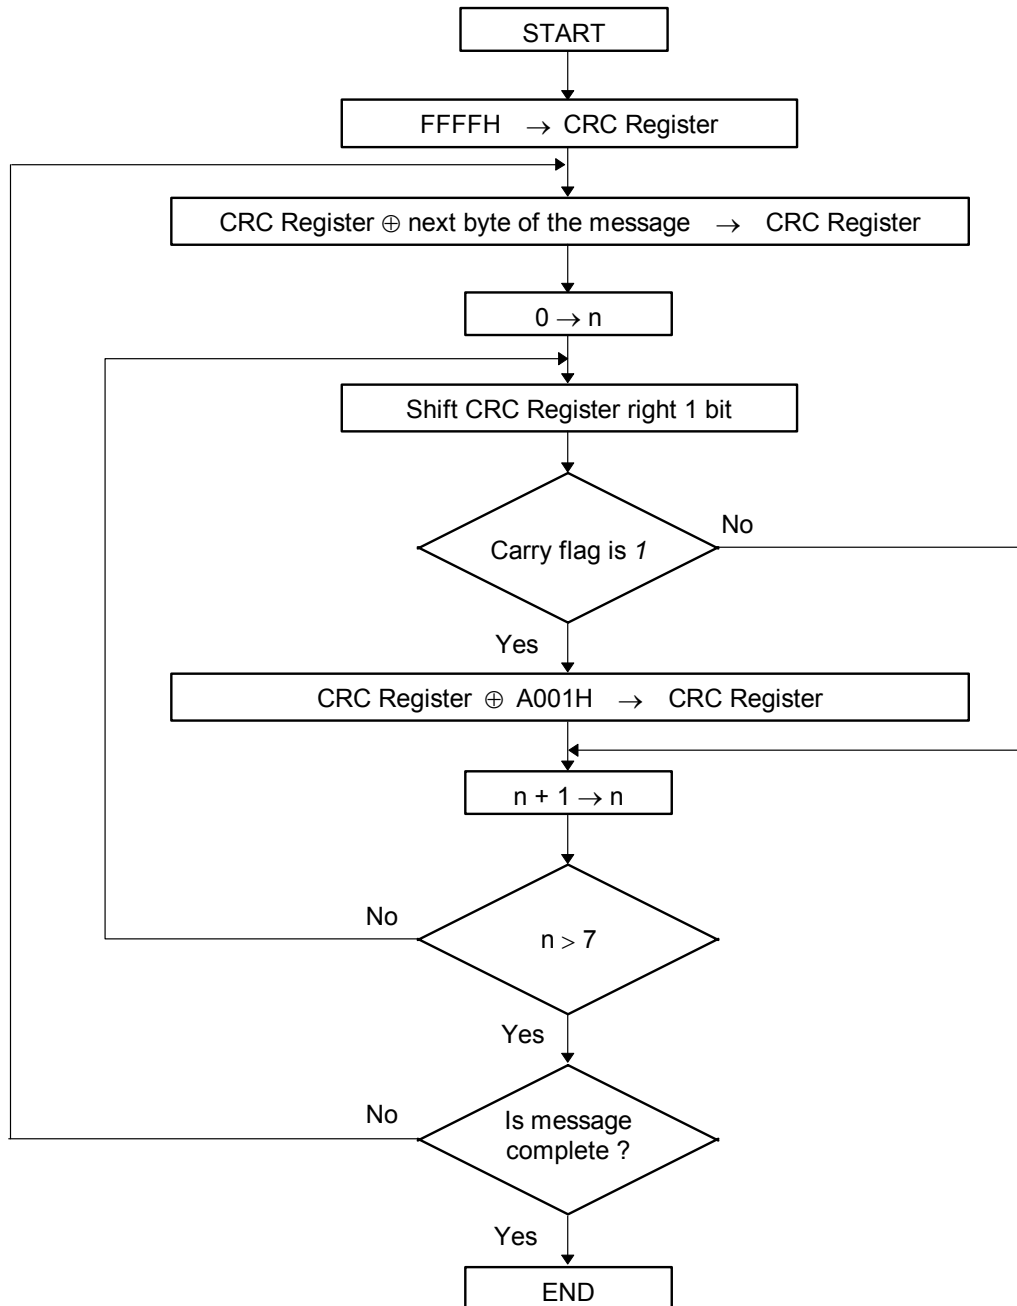 START
FFFFH → CRC Register
CRC Register ⊕ next byte of the message → CRC Register
0 → n
Shift CRC Register right 1 bit
No
Carry flag is 1
Yes
CRC Register ⊕ A001H → CRC Register
n + 1 → n
No
n > 7
Yes
No
Is message
complete ?
Yes
END